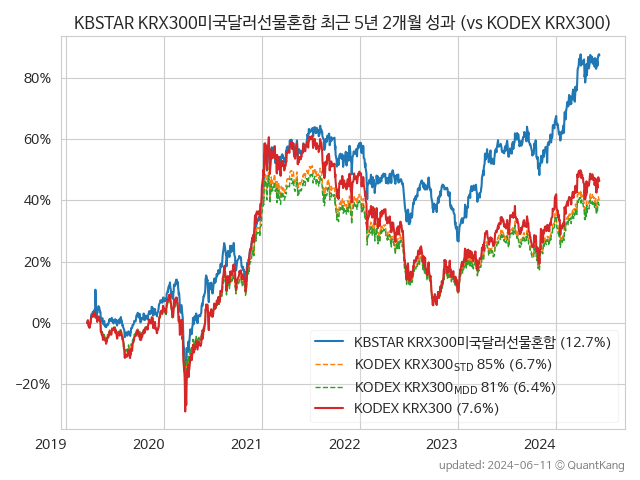 KBSTAR KRX300미국달러선물혼합 최근 5년 2개월 성과 (vs KODEX KRX300)
80%
60%
40%
20%
0%
−20%
KBSTAR KRX300미국달러선물혼합 (12.7%)
KODEX KRX300STD 85% (6.7%)
KODEX KRX300MDD 81% (6.4%)
KODEX KRX300 (7.6%)
2019 2020 2021 2022 2023 2024
updated: 2024-06-11 ⓒ QuantKang